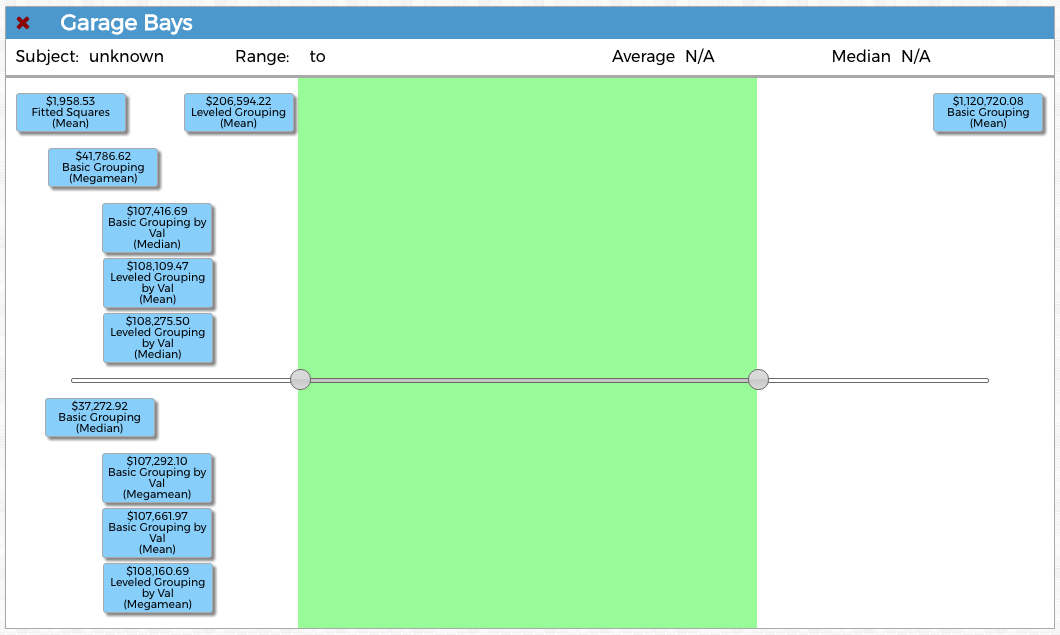 Garage Bays
Subject: unknown Range: to Average N/A Median N/A
$1,958.53
Fitted Squares
(Mean)
$206,594.22
Leveled Grouping
(Mean)
$1,120,720.08
Basic Grouping
(Mean)
$41,786.62
Basic Grouping
(Megamean)
$107,416.69
Basic Grouping by
Val
(Median)
$108,109.47
Leveled Grouping
by Val
(Mean)
$108,275.50
Leveled Grouping
by Val
(Median)
$37,272.92
Basic Grouping
(Median)
$107,292.10
Basic Grouping by
Val
(Megamean)
$107,661.97
Basic Grouping by
Val
(Mean)
$108,160.69
Leveled Grouping
by Val
(Megamean)